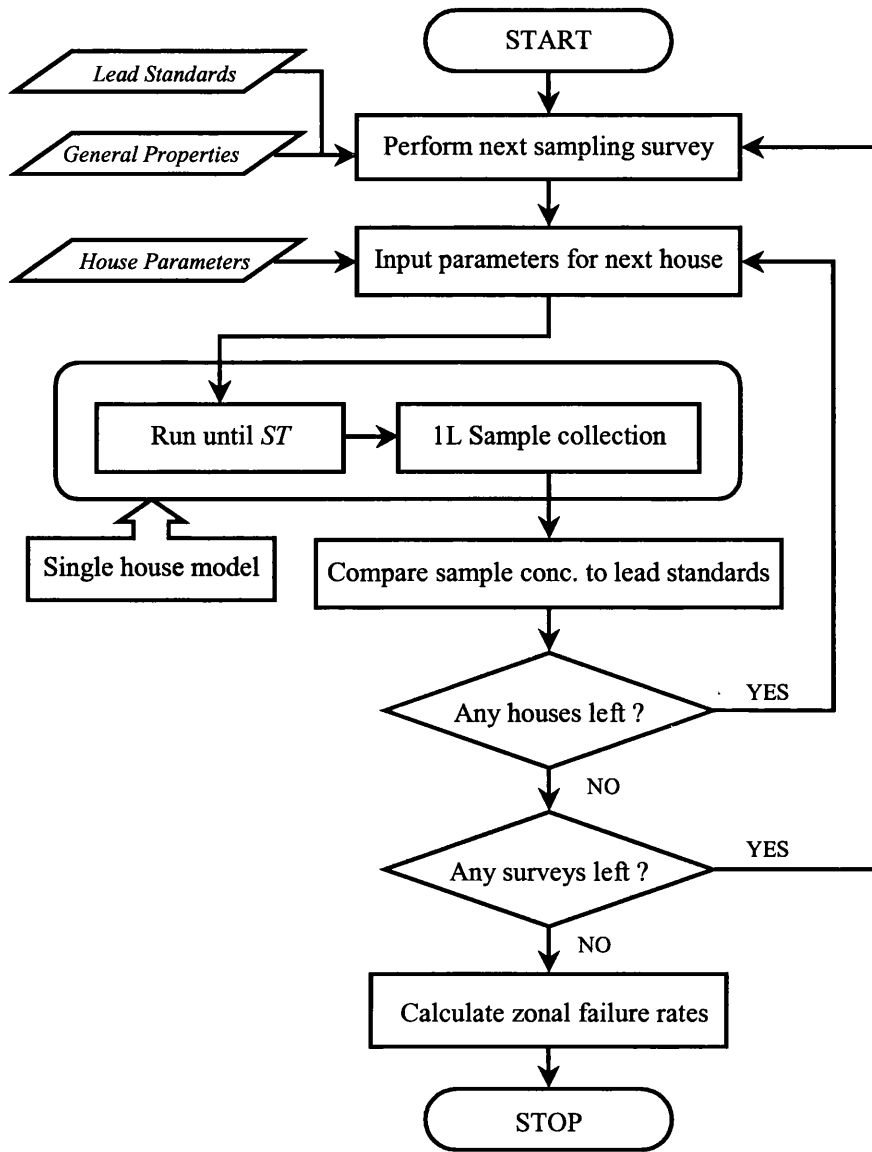 START
Lead Standards
General Properties
Perform next sampling survey
House Parameters
Input parameters for next house
Run until ST
1L Sample collection
Single house model
Compare sample conc. to lead standards
Any houses left ?
YES
NO
Any surveys left ?
YES
NO
Calculate zonal failure rates
STOP